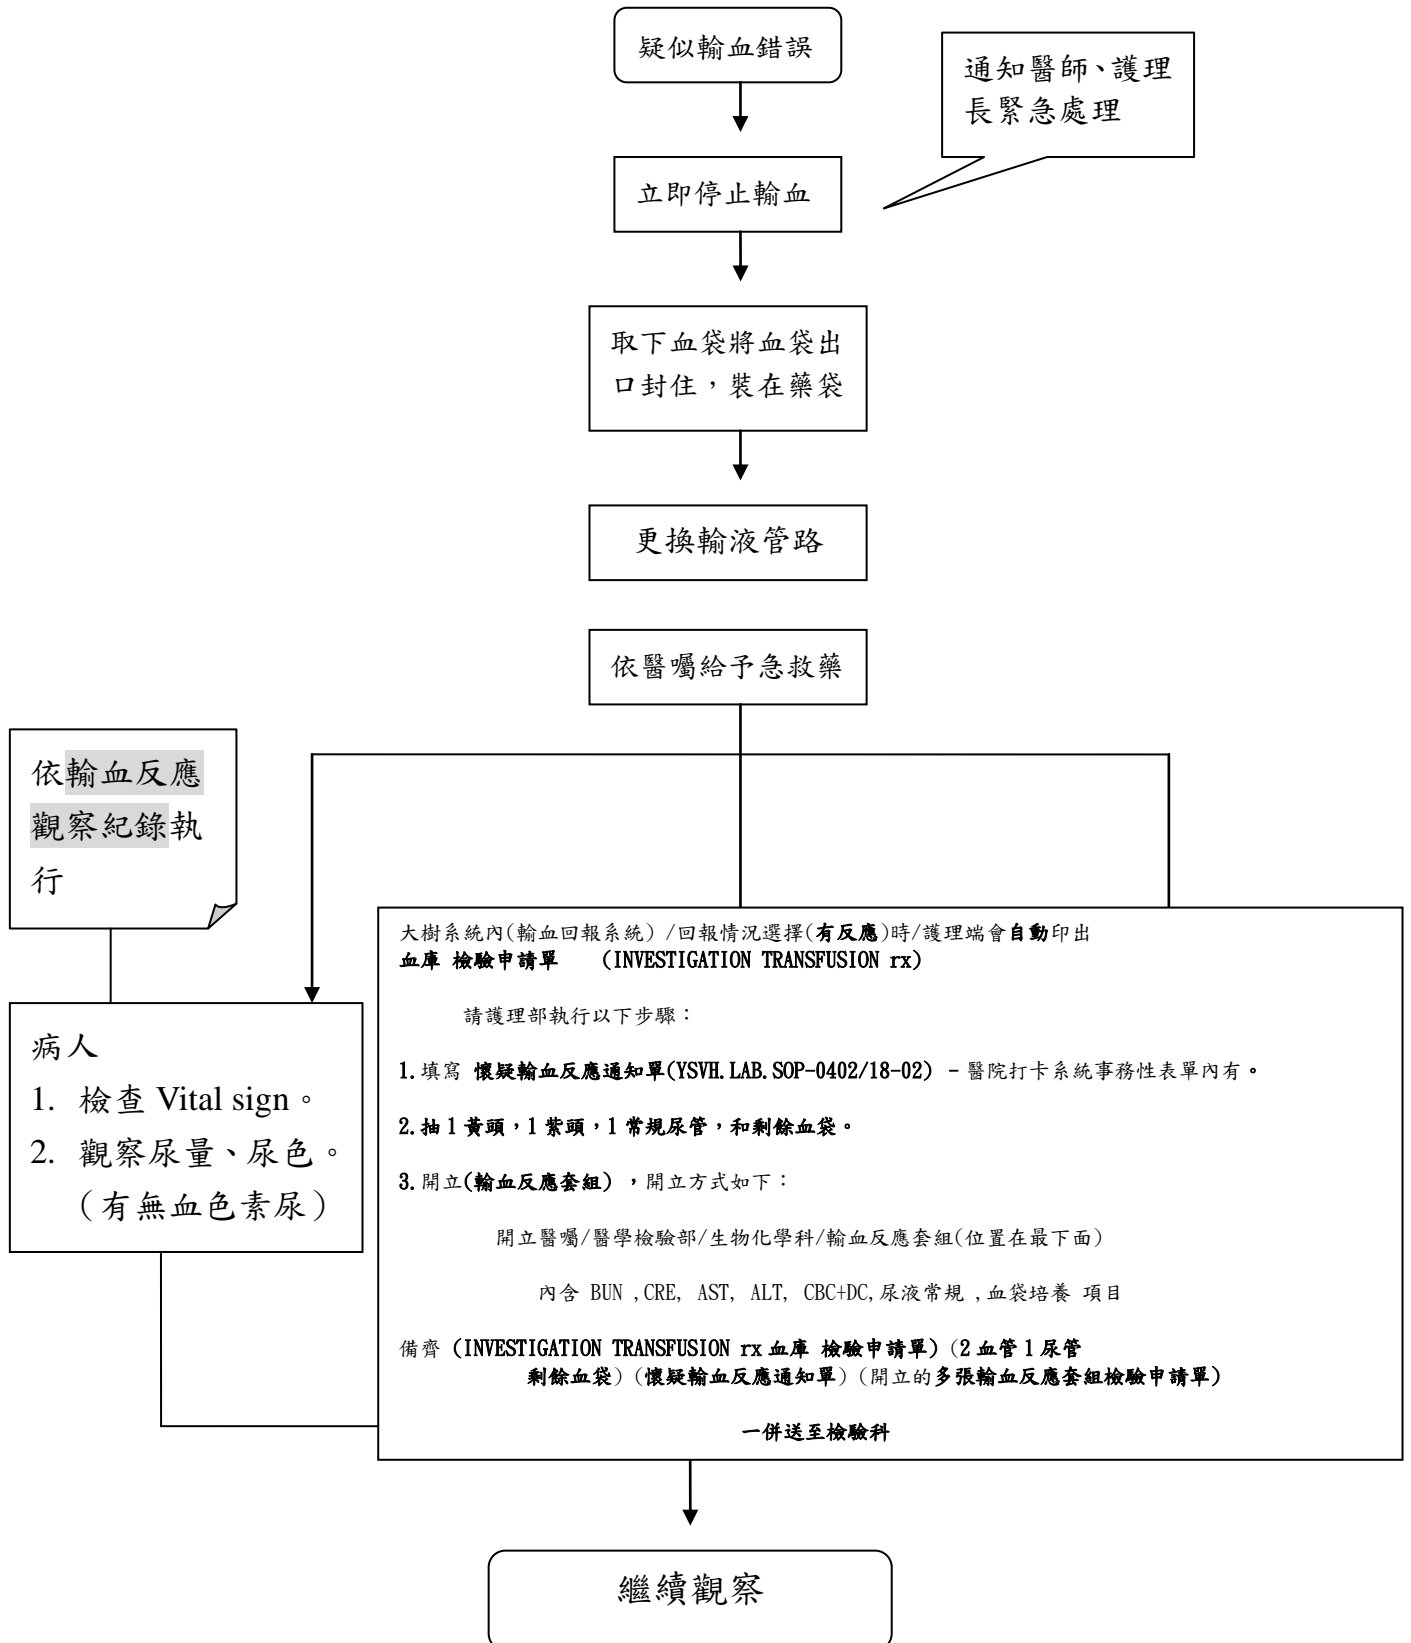 疑似輸血錯誤
通知醫師、護理
長緊急處理
立即停止輸血
取下血袋將血袋出
口封住，裝在藥袋
更換輸液管路
依醫囑給予急救藥
依輸血反應
觀察紀錄執
行
大樹系統內(輸血回報系統) /回報情況選擇(有反應)時/護理端會自動印出
血庫 檢驗申請單 (INVESTIGATION TRANSFUSION rx)
請護理部執行以下步驟：
1.填寫 懷疑輸血反應通知單(YSVH.LAB.SOP-0402/18-02) －醫院打卡系統事務性表單內有。
2.抽1黃頭，1紫頭，1常規尿管，和剩餘血袋。
3.開立(輸血反應套組) ，開立方式如下：
開立醫囑/醫學檢驗部/生物化學科/輸血反應套組(位置在最下面)
內含 BUN ,CRE, AST, ALT, CBC+DC,尿液常規 ,血袋培養 項目
備齊 (INVESTIGATION TRANSFUSION rx血庫 檢驗申請單) (2血管1尿管
剩餘血袋) (懷疑輸血反應通知單) (開立的多張輸血反應套組檢驗申請單)
一併送至檢驗科
病人
1. 檢查 Vital sign。
2. 觀察尿量、尿色。
（有無血色素尿）
繼續觀察